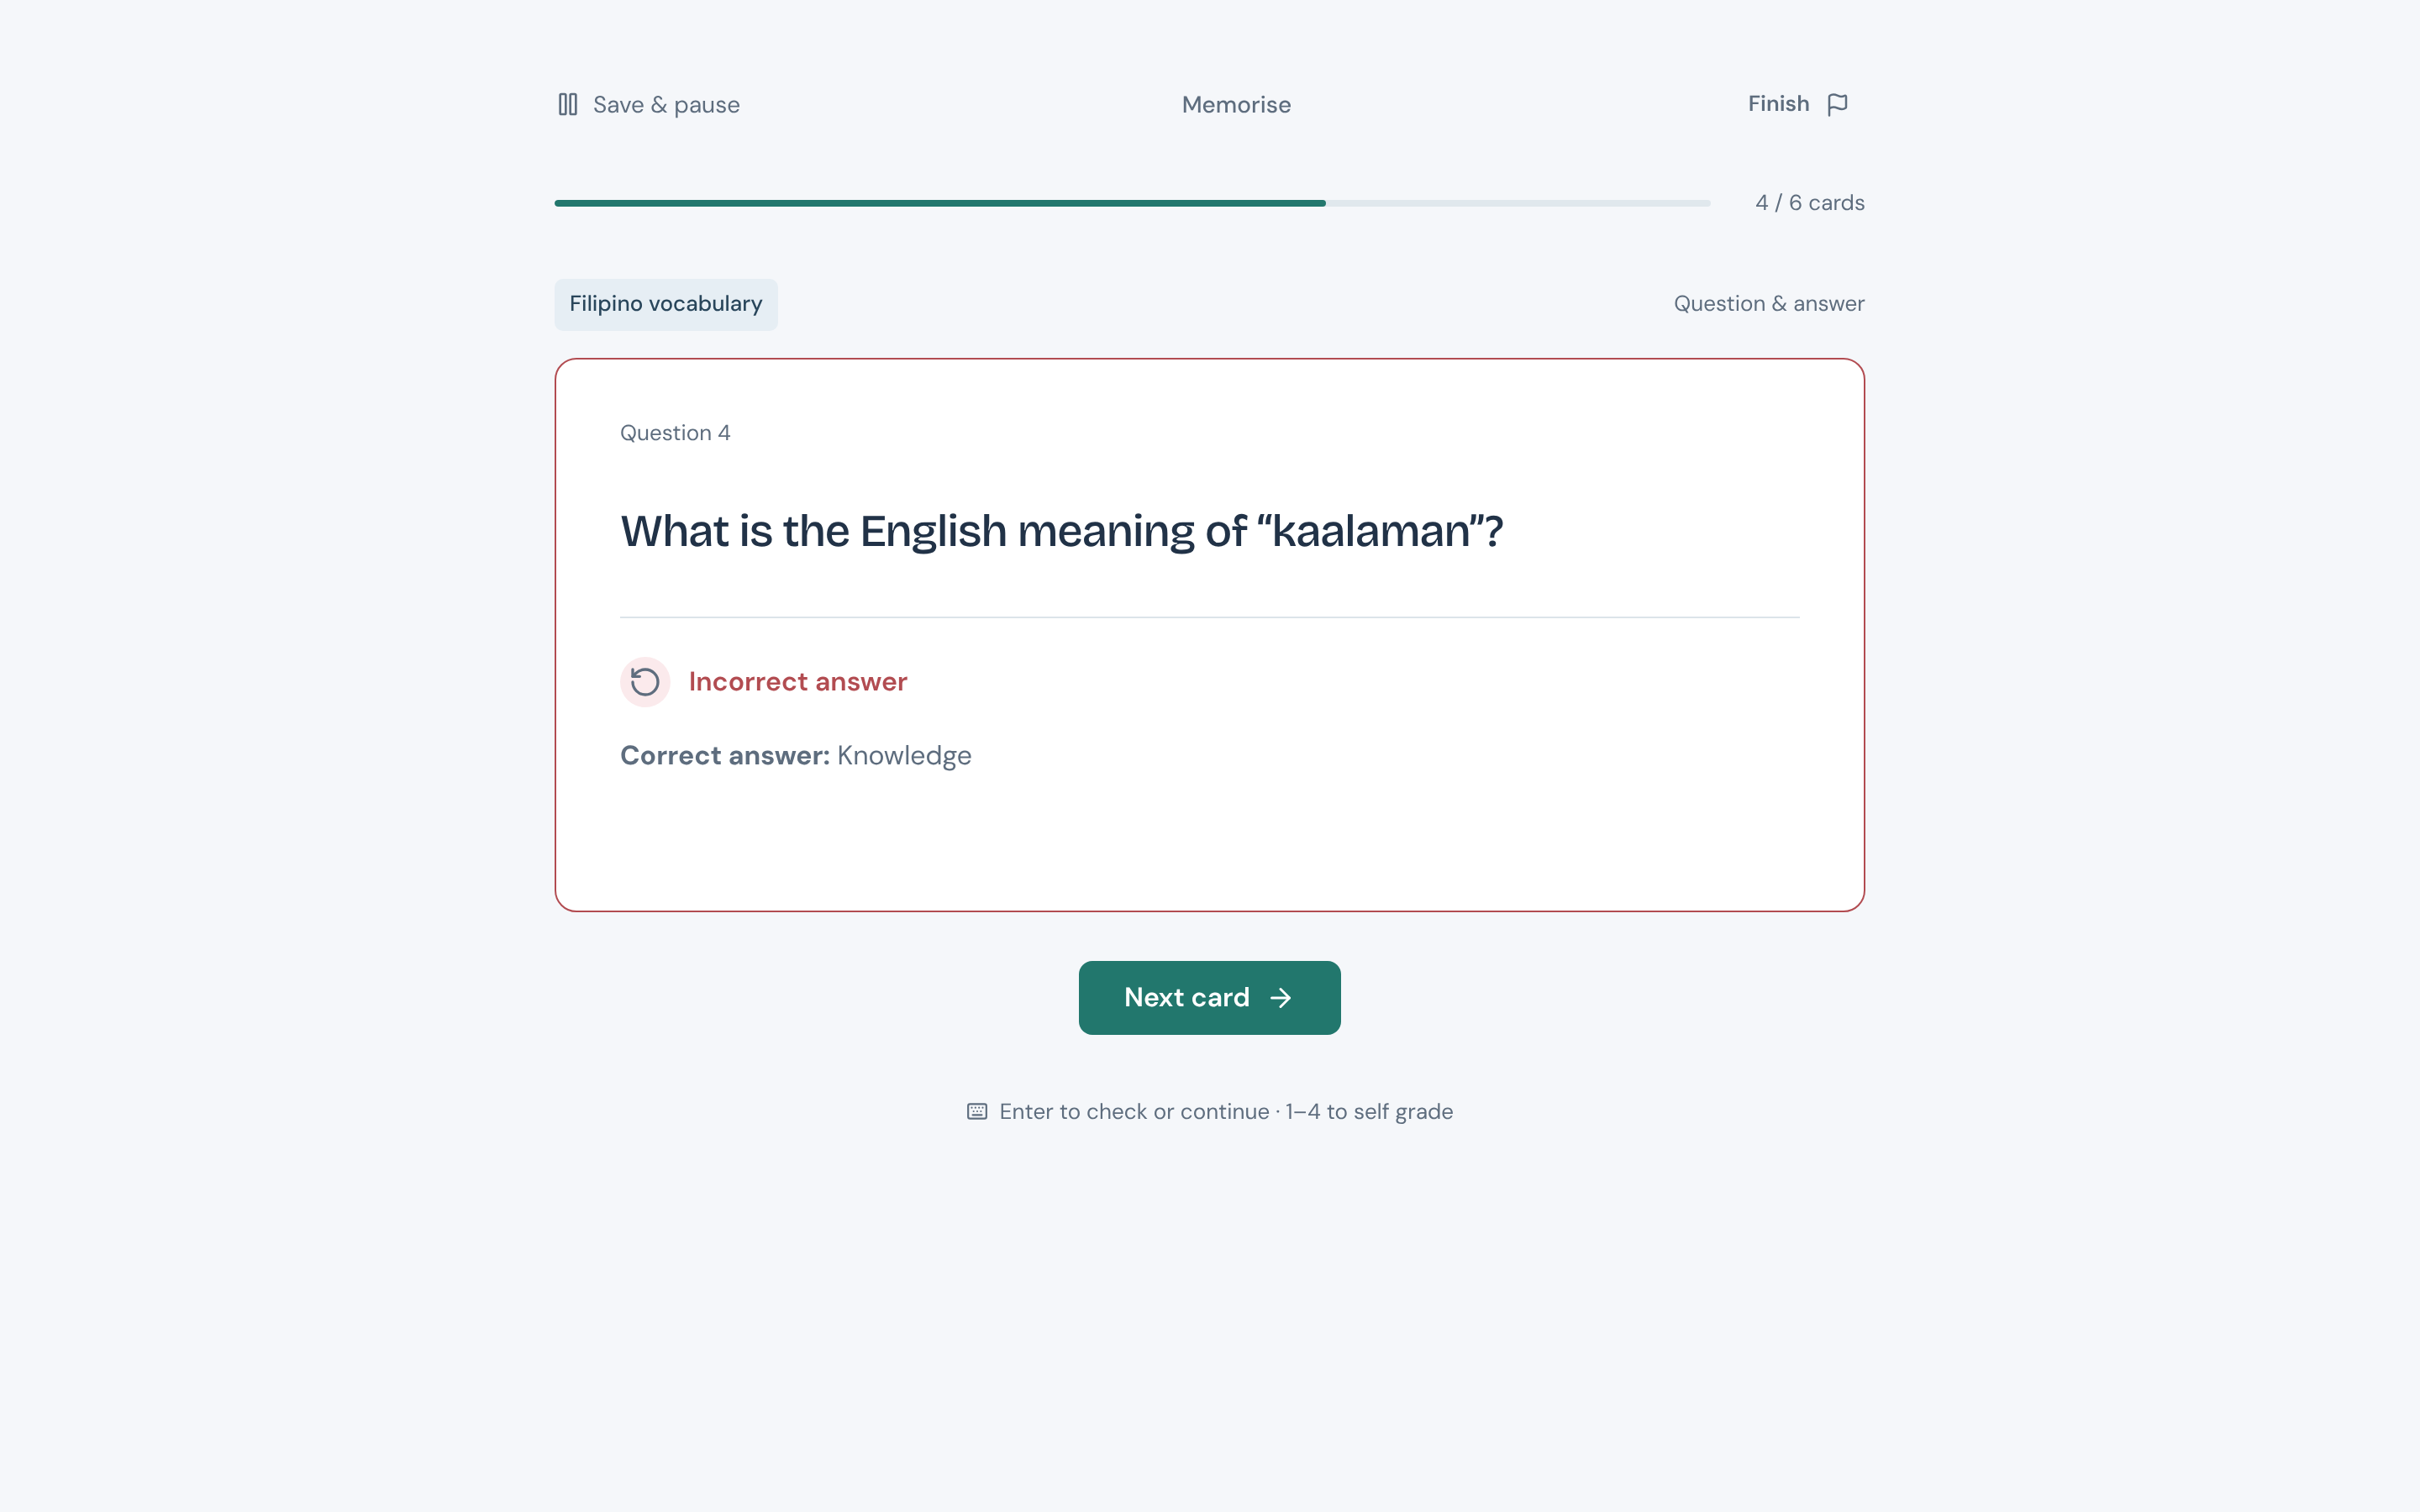 Save & pause
Memorise
Finish
4 / 6 cards
Filipino vocabulary
Question & answer
Question 4
What is the English meaning of “kaalaman”?
Incorrect answer
Correct answer: Knowledge
Next card
Enter to check or continue · 1–4 to self grade